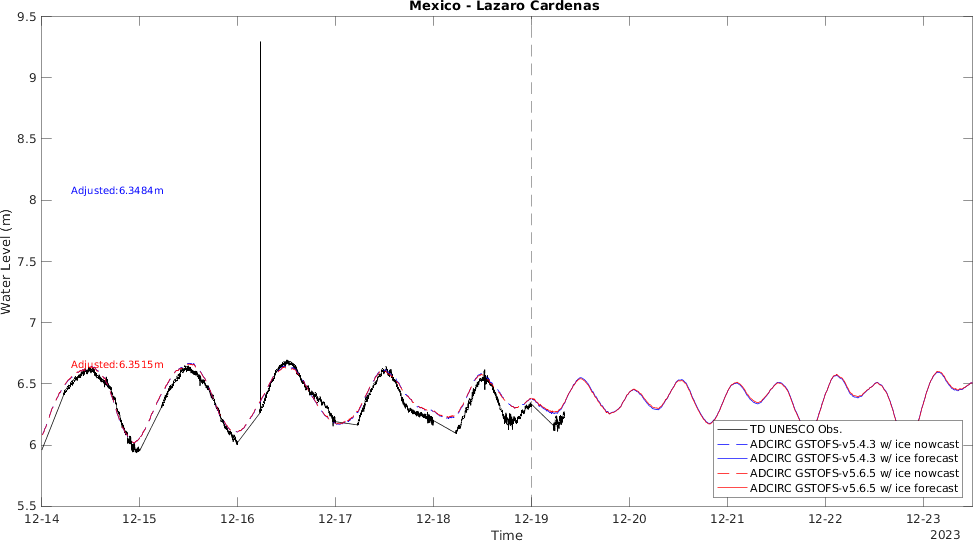 Mexico - Lazaro Cardenas
9.5
9
8.5
8
7.5
7
6.5
6
5.5
Water Level (m)
Adjusted:6.3484m
Adjusted:6.3515m
TD UNESCO Obs.
ADCIRC GSTOFS-v5.4.3 w/ ice nowcast
ADCIRC GSTOFS-v5.4.3 w/ ice forecast
ADCIRC GSTOFS-v5.6.5 w/ ice nowcast
ADCIRC GSTOFS-v5.6.5 w/ ice forecast
12-14 12-15 12-16 12-17 12-18 12-19 12-20 12-21 12-22 12-23
Time
2023